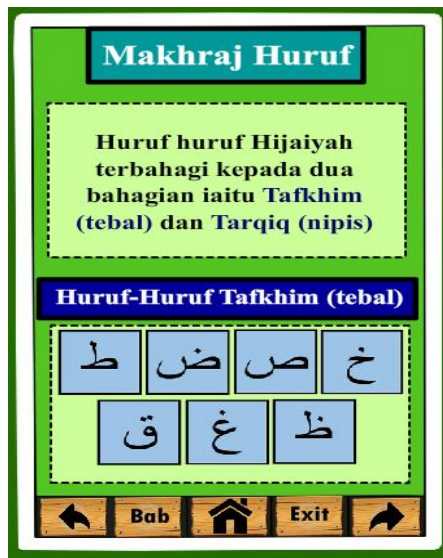 Makhraj Huruf
Huruf huruf Hijaiyah
terbahagi kepada dua
bahagian iaitu Tafkhim
(tebal) dan Tarqiq (nipis)
Huruf-Huruf Tafkhim (tebal)
خ ص ض ط
ظ غ ق
Bab Exit